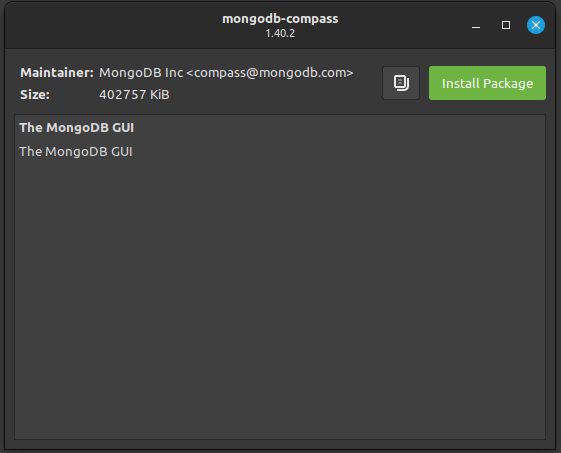 mongodb-compass
1.40.2
Maintainer: MongoDB Inc <compass@mongodb.com>
Install Package
Size: 402757 KiB
The MongoDB GUI
The MongoDB GUI